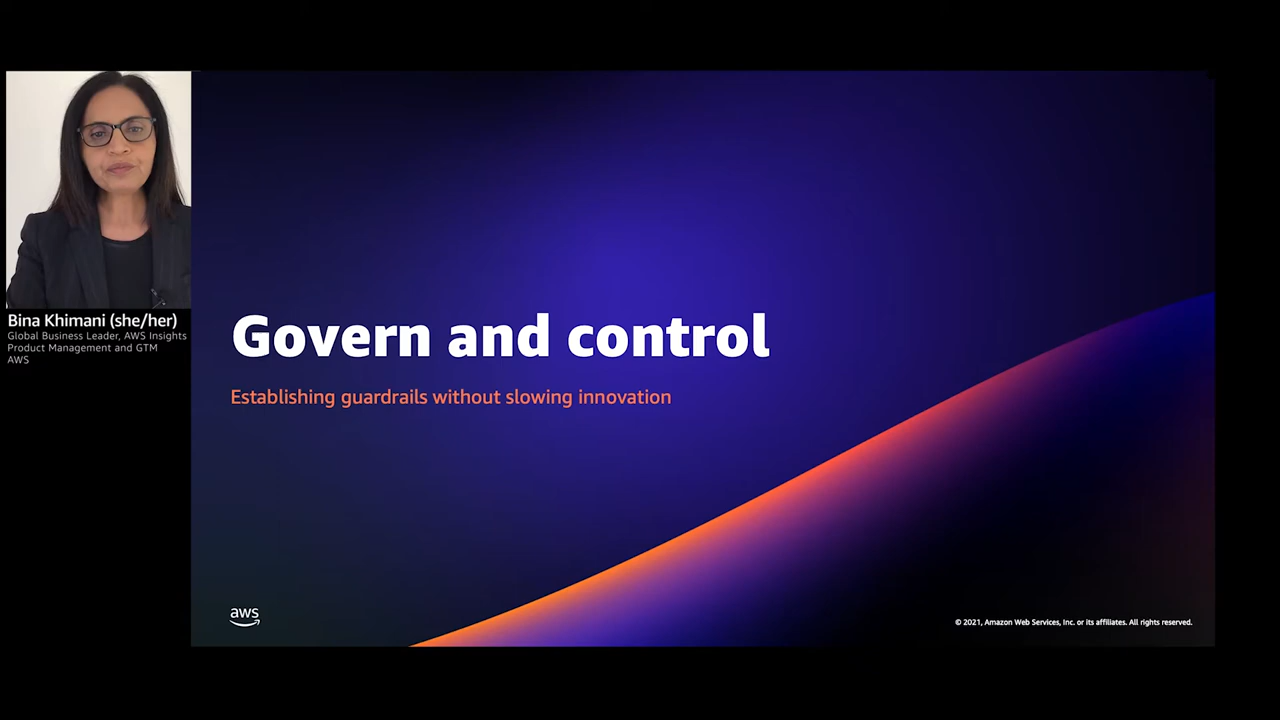 Bina Khimani (she/her)
Global Business Leader, AWS Insights
Product Management and GTM
AWS
Govern and control
Establishing guardrails without slowing innovation
aws
© 2021, Amazon Web Services, Inc. or its affiliates. All rights reserved.